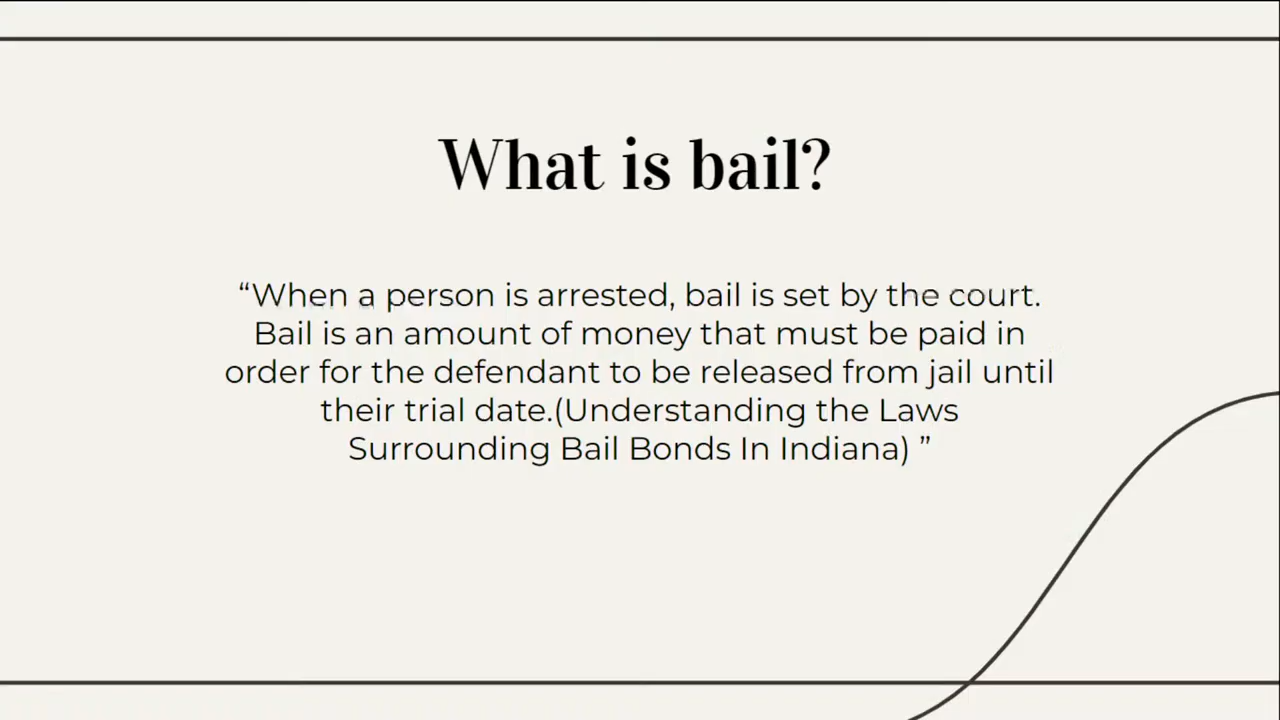 What is bail?
“When a person is arrested, bail is set by the court.
Bail is an amount of money that must be paid in
order for the defendant to be released from jail until
their trial date.(Understanding the Laws
Surrounding Bail Bonds In Indiana) ”